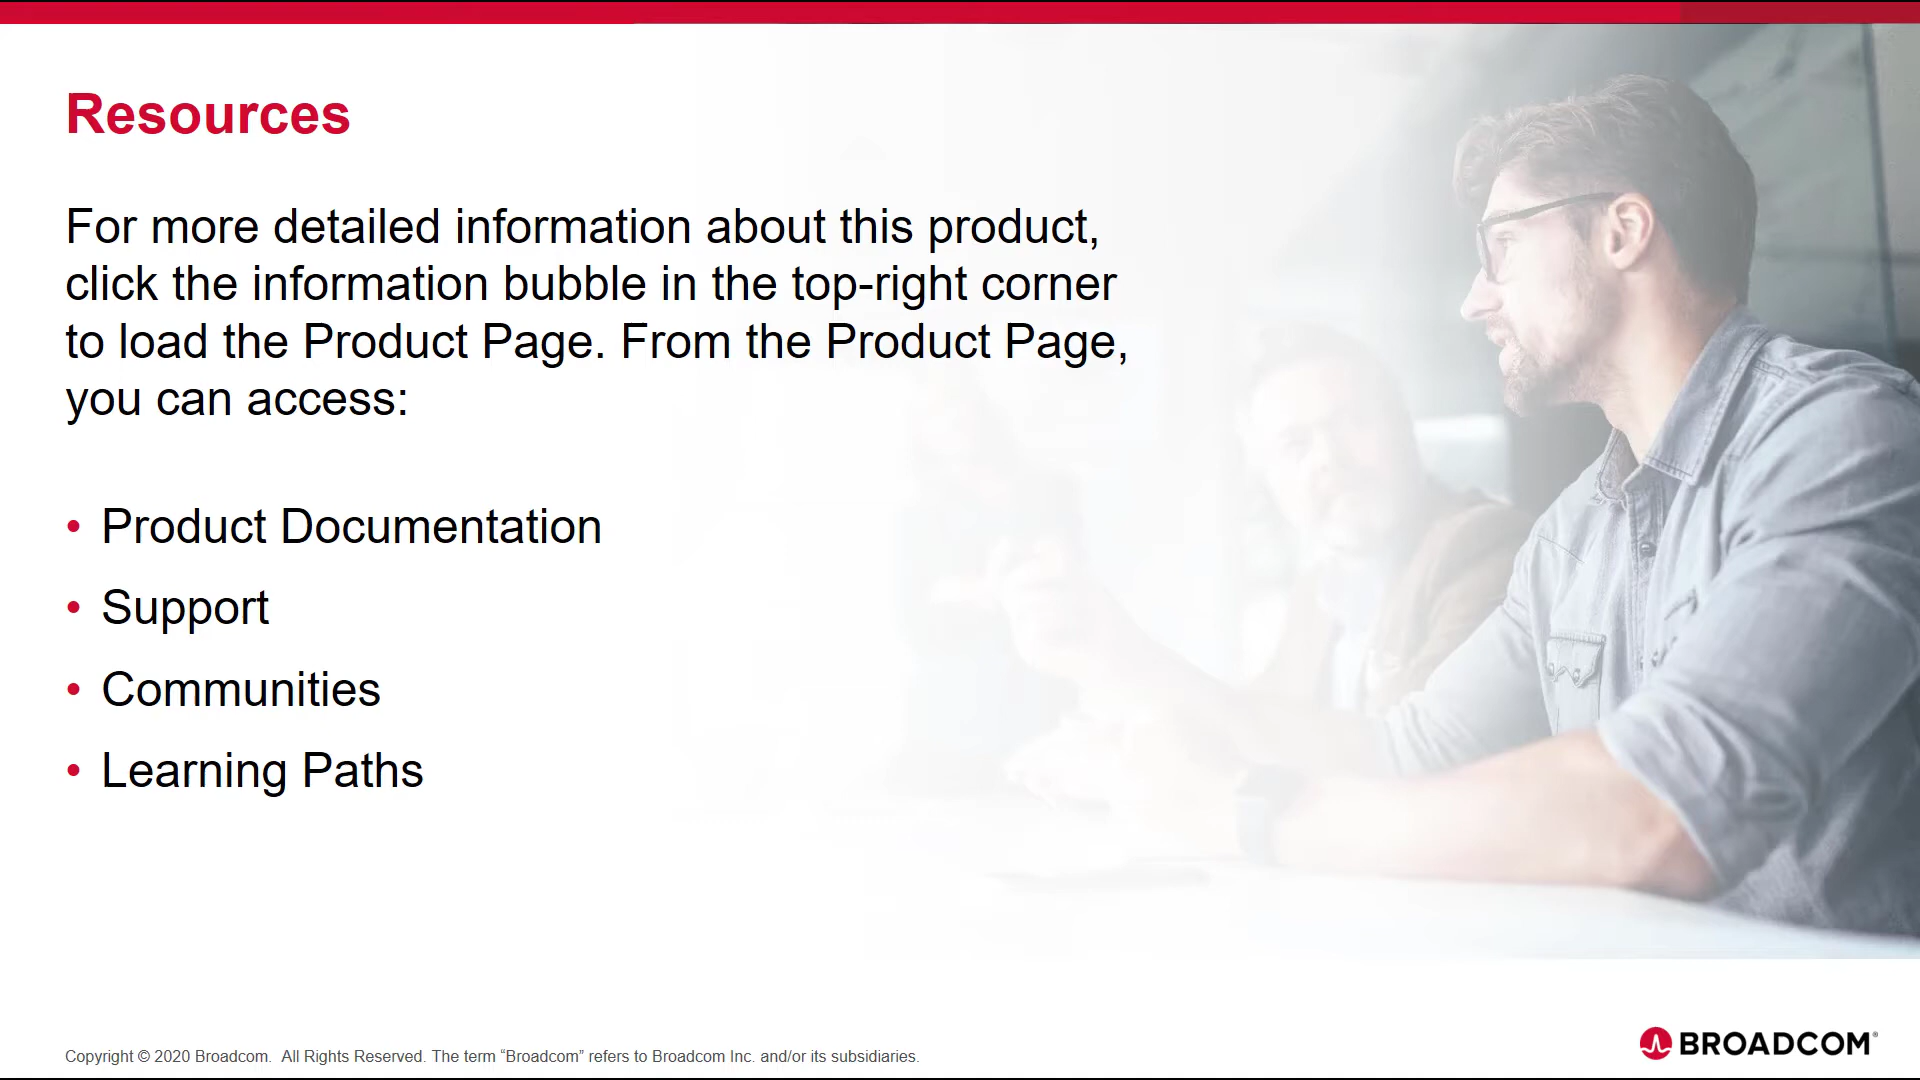 Resources
For more detailed information about this product,
click the information bubble in the top-right corner
to load the Product Page. From the Product Page,
you can access:
• Product Documentation
• Support
• Communities
• Learning Paths
Copyright © 2020 Broadcom.  All Rights Reserved. The term “Broadcom” refers to Broadcom Inc. and/or its subsidiaries.
BROADCOM®